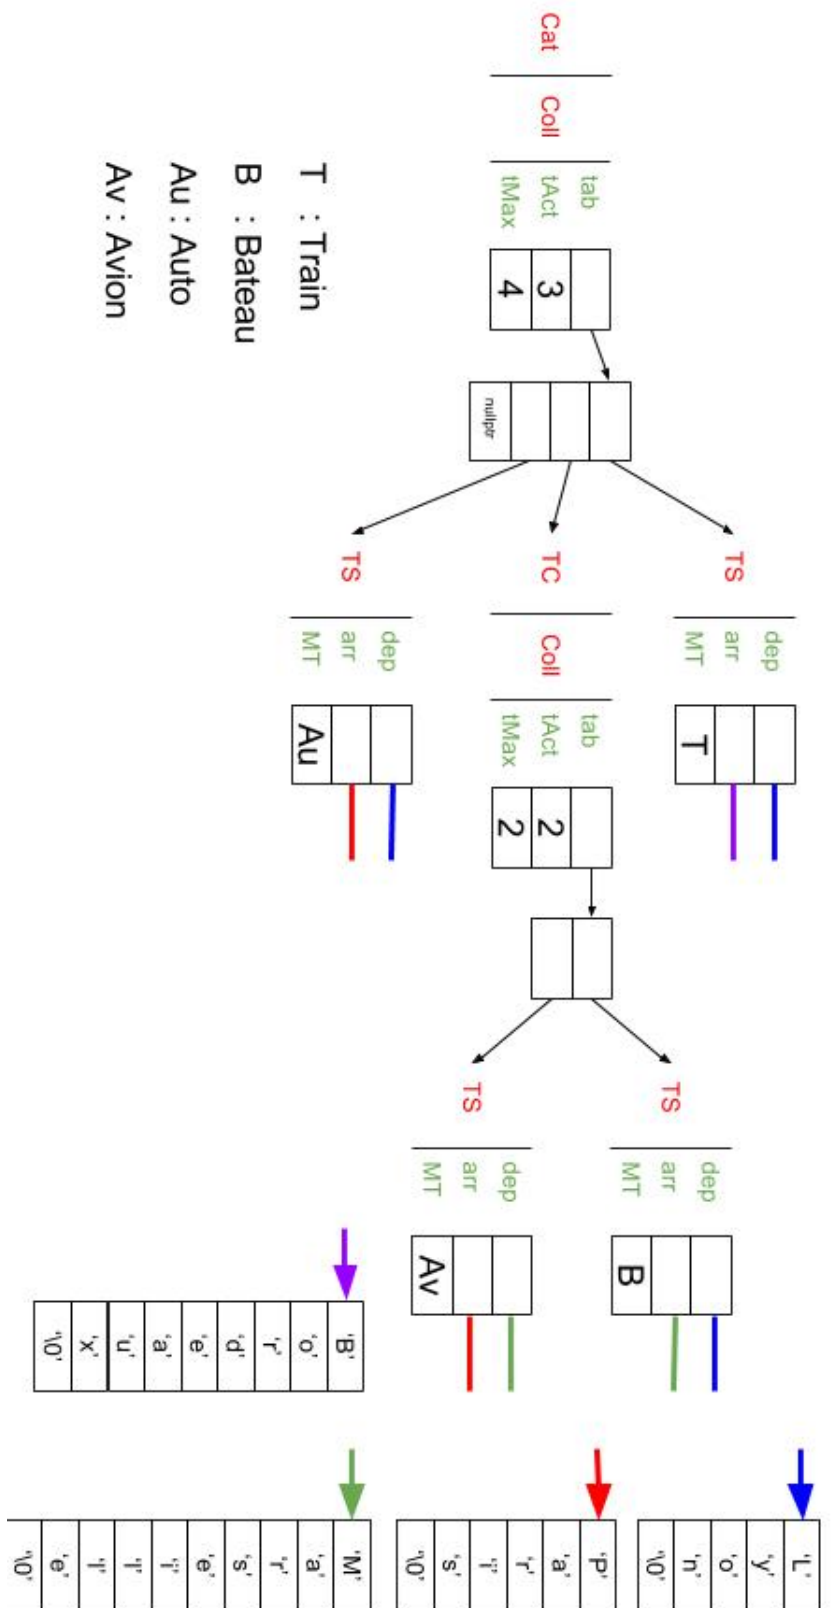 Cat
Coll
tab
tAct 3
tMax 4
nullptr
TS
dep
arr
MT T
TC
Coll
tab
tAct 2
tMax 2
TS
dep
arr
MT Au
TS
dep
arr
MT B
TS
dep
arr
MT Av
T : Train
B : Bateau
Au : Auto
Av : Avion
‘L’
‘y’
‘o’
‘n’
‘\0’
‘P’
‘a’
‘r’
‘i’
‘s’
‘\0’
‘B’
‘o’
‘r’
‘d’
‘e’
‘a’
‘u’
‘x’
‘\0’
‘M’
‘a’
‘r’
‘s’
‘e’
‘i’
‘l’
‘l’
‘e’
‘\0’